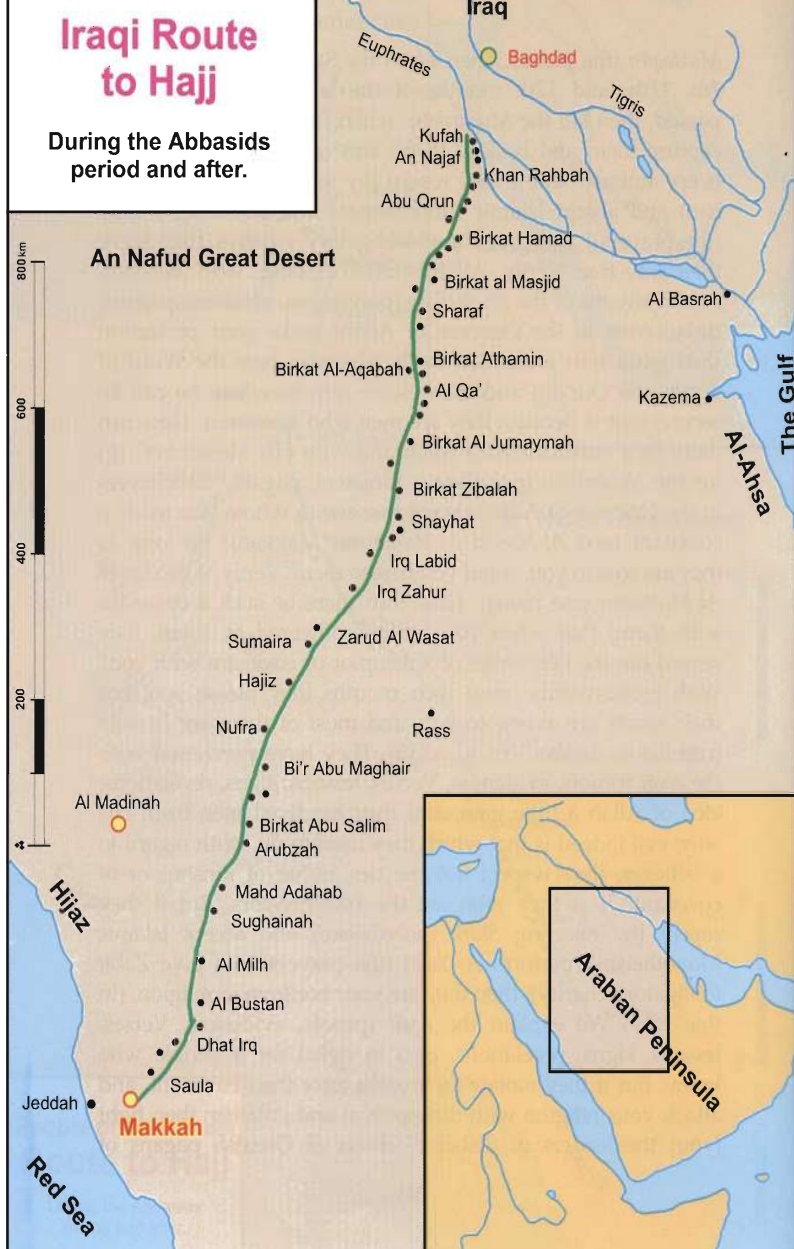 Iraqi Route
to Hajj
During the Abbasids
period and after.
Iraq
Euphrates
Baghdad
Tigris
Kufah
An Najaf
Khan Rahbah
Abu Qrun
Birkat Hamad
An Nafud Great Desert
800 km
Birkat al Masjid
Al Basrah
Sharaf
Birkat Athamin
Birkat Al-Aqabah
Al Qa'
Kazema
The Gulf
600
Al-Ahsa
Birkat Al Jumaymah
Birkat Zibalah
Shayhat
400
Irq Labid
Irq Zahur
Zarud Al Wasat
Sumaira
Hajiz
200
Nufra
Rass
Bi'r Abu Maghair
Al Madinah
Birkat Abu Salim
Arubzah
Hijaz
Mahd Adahab
Sughainah
Al Milh
Al Bustan
Dhat Irq
Saula
Jeddah
Makkah
Red Sea
Arabian Peninsula